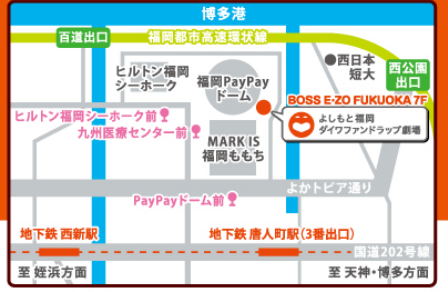 博多港
百道出口
福岡都市高速環状線
西日本
短大
西公園
出口
ヒルトン福岡
シーホーク
福岡PayPay
ドーム
BOSS E・ZO FUKUOKA 7F
よしもと福岡
ダイワファンドラップ劇場
ヒルトン福岡シーホーク前
九州医療センター前
MARK IS
福岡ももち
よかトピア通り
PayPayドーム前
地下鉄 西新駅
地下鉄 唐人町駅(3番出口)
国道202号線
至 姪浜方面
至 天神・博多方面